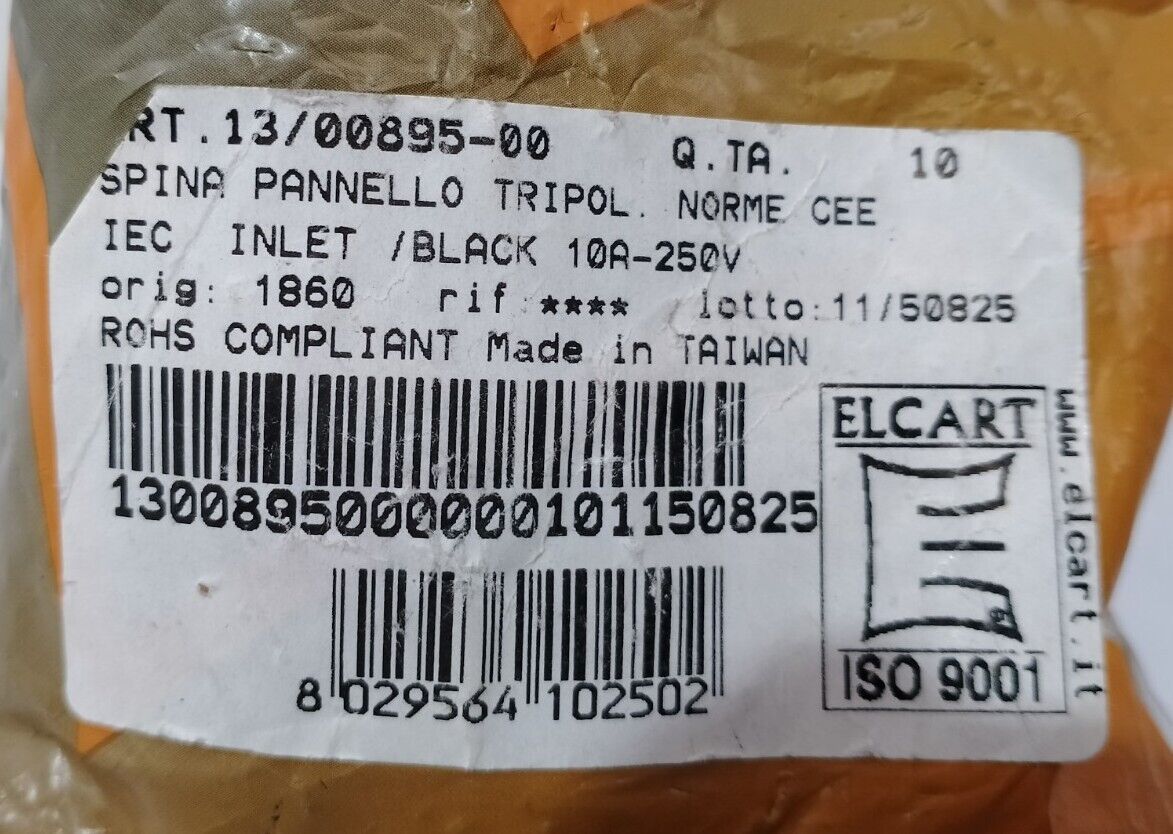 RT.13/00895-00 Q.TA. 10
SPINA PANNELLO TRIPOL. NORME CEE
IEC INLET /BLACK 10A-250V
orig: 1860 rif:**** lotto:11/50825
ROHS COMPLIANT Made in TAIWAN
1300895000000101150825
8 029564 102502
ELCART
ISO 9001
www.elcart.it